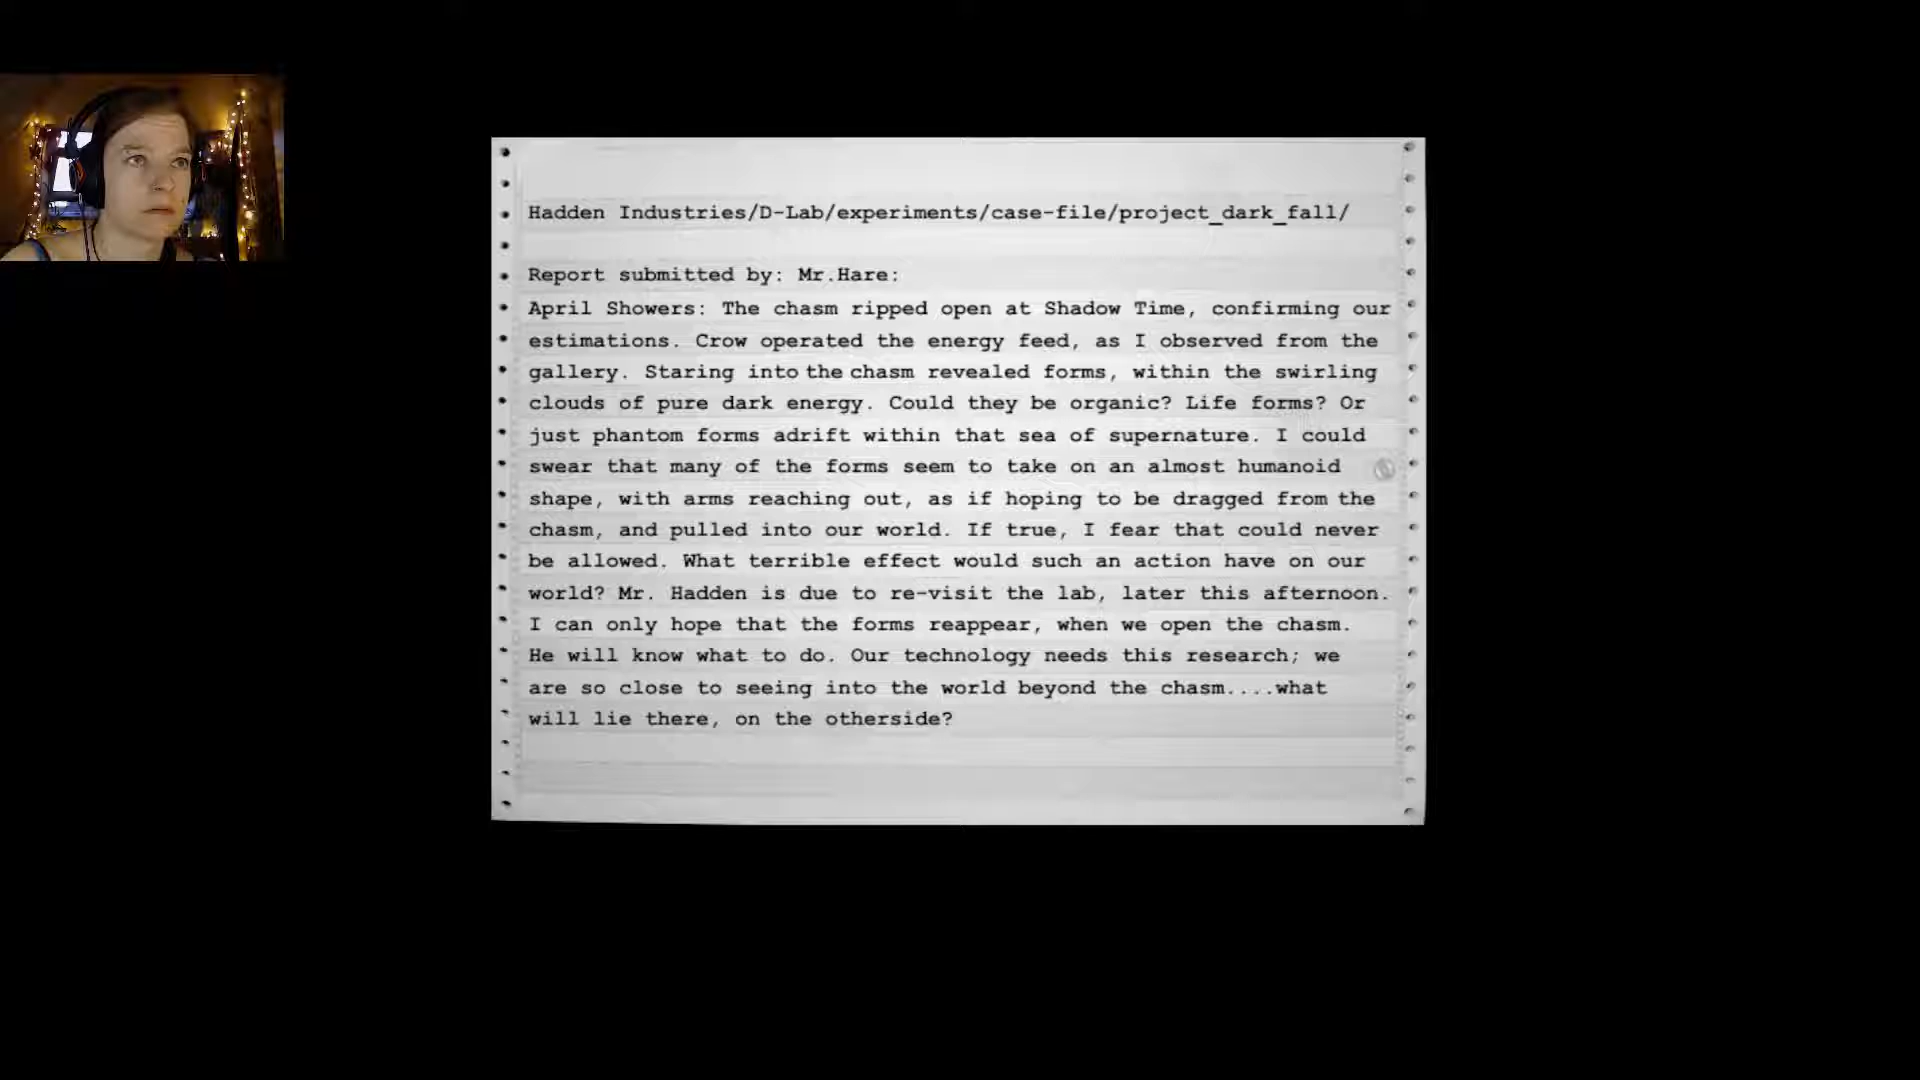 Hadden Industries/D-Lab/experiments/case-file/project_dark_fall/
Report submitted by: Mr.Hare:
April Showers: The chasm ripped open at Shadow Time, confirming our
estimations. Crow operated the energy feed, as I observed from the
gallery. Staring into the chasm revealed forms, within the swirling
clouds of pure dark energy. Could they be organic? Life forms? Or
just phantom forms adrift within that sea of supernature. I could
swear that many of the forms seem to take on an almost humanoid
shape, with arms reaching out, as if hoping to be dragged from the
chasm, and pulled into our world. If true, I fear that could never
be allowed. What terrible effect would such an action have on our
world? Mr. Hadden is due to re-visit the lab, later this afternoon.
I can only hope that the forms reappear, when we open the chasm.
He will know what to do. Our technology needs this research; we
are so close to seeing into the world beyond the chasm....what
will lie there, on the otherside?